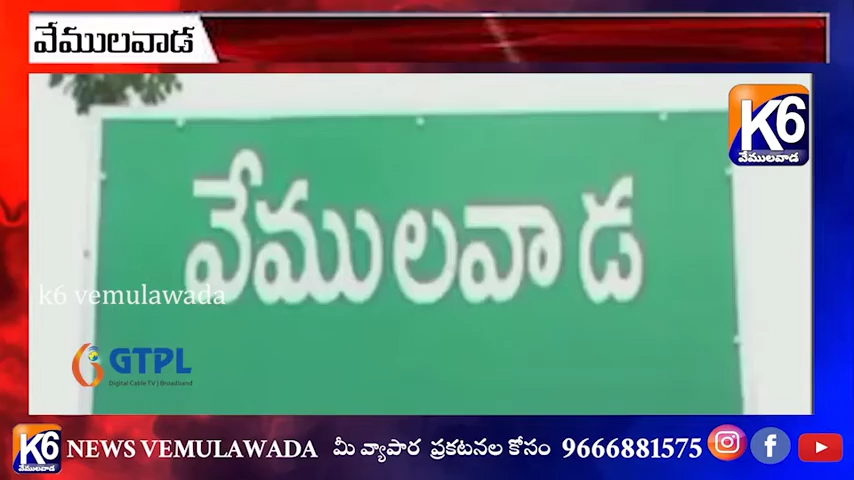 వేములవాడ
K6
వేములవాడ
వేములవాడ
k6 vemulawada
GTPL
Digital Cable TV | Broadband
K6
వేములవాడ
NEWS VEMULAWADA మీ వ్యాపార ప్రకటనల కోసం 9666881575